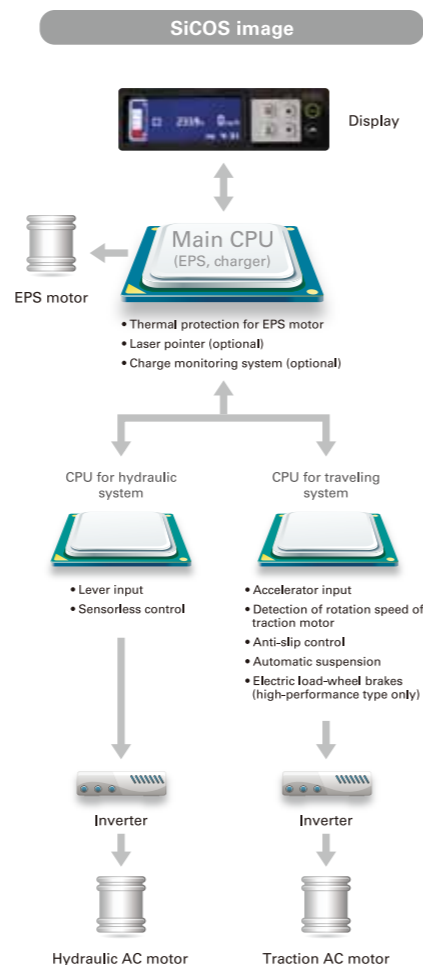 SiCOS image
Display
Main CPU
(EPS, charger)
EPS motor
• Thermal protection for EPS motor
• Laser pointer (optional)
• Charge monitoring system (optional)
CPU for hydraulic
system
• Lever input
• Sensorless control
CPU for traveling
system
• Accelerator input
• Detection of rotation speed of
traction motor
• Anti-slip control
• Automatic suspension
• Electric load-wheel brakes
(high-performance type only)
Inverter
Inverter
Hydraulic AC motor
Traction AC motor